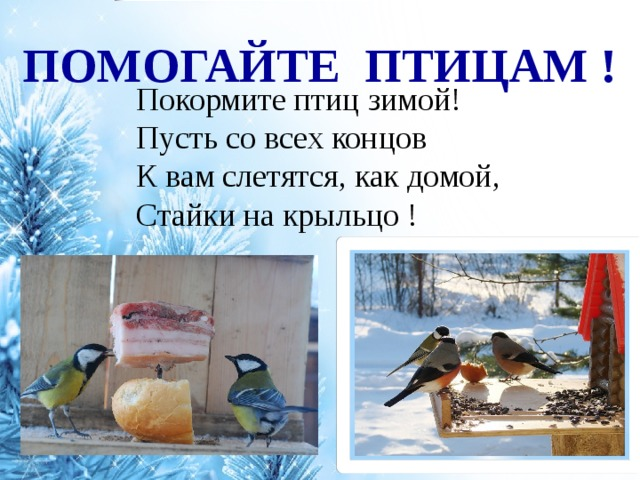 ПОМОГАЙТЕ ПТИЦАМ !
Покормите птиц зимой!
Пусть со всех концов
К вам слетятся, как домой,
Стайки на крыльцо !